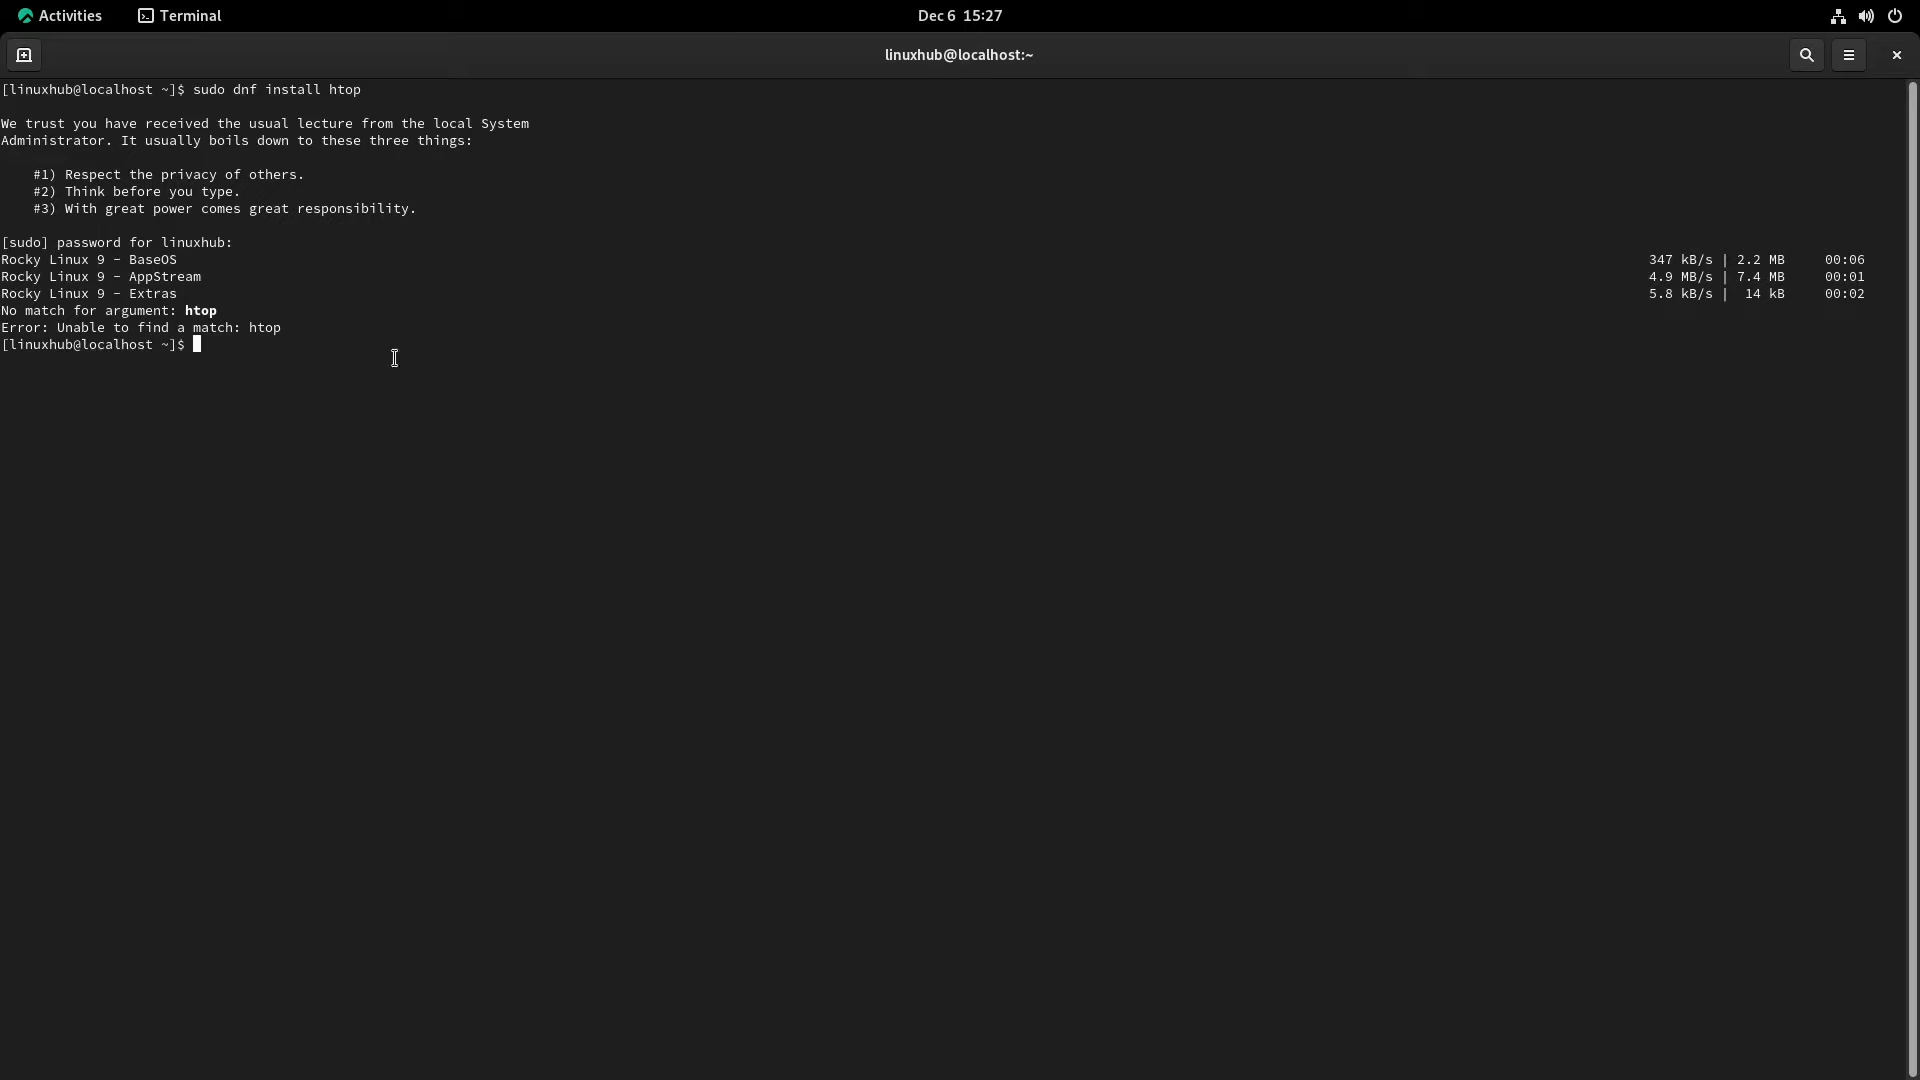 Activities Terminal Dec 6 15:27
linuxhub@localhost:~
[linuxhub@localhost ~]$ sudo dnf install htop
We trust you have received the usual lecture from the local System
Administrator. It usually boils down to these three things:
#1) Respect the privacy of others.
#2) Think before you type.
#3) With great power comes great responsibility.
[sudo] password for linuxhub:
Rocky Linux 9 - BaseOS 347 kB/s | 2.2 MB 00:06
Rocky Linux 9 - AppStream 4.9 MB/s | 7.4 MB 00:01
Rocky Linux 9 - Extras 5.8 kB/s | 14 kB 00:02
No match for argument: htop
Error: Unable to find a match: htop
[linuxhub@localhost ~]$